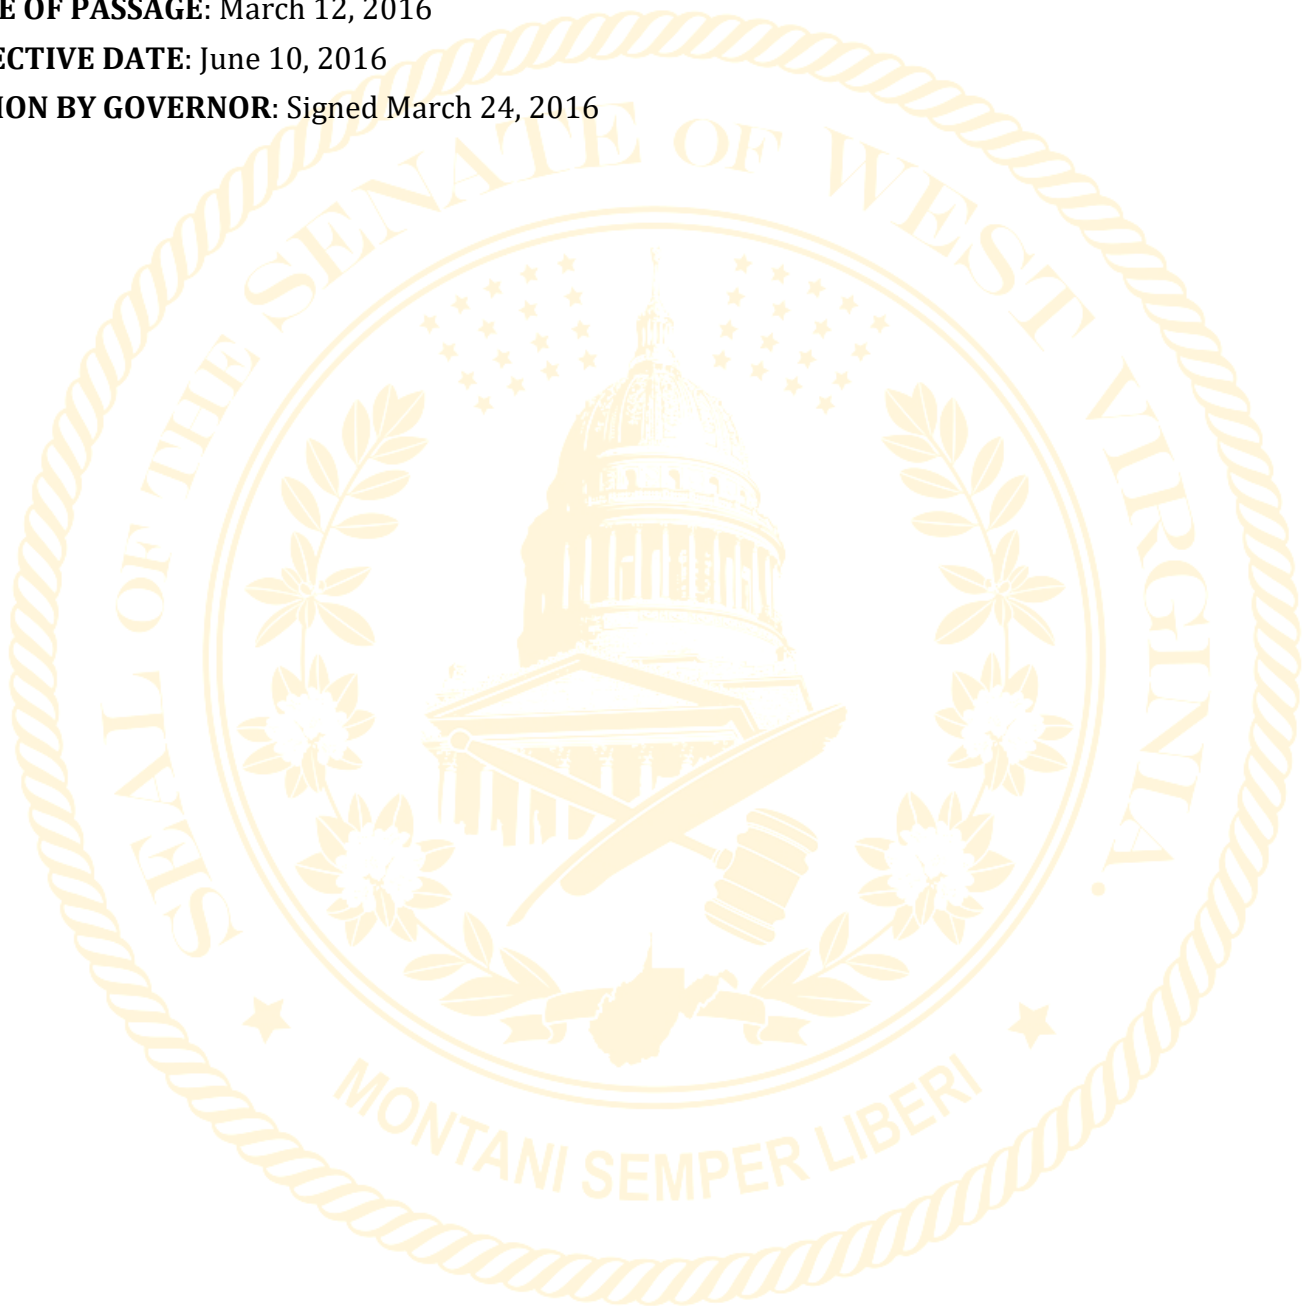 E OF PASSAGE: March 12, 2016
ECTIVE DATE: June 10, 2016
ION BY GOVERNOR: Signed March 24, 2016
SEAL OF THE SENATE OF WEST VIRGINIA.
MONTANI SEMPER LIBERI